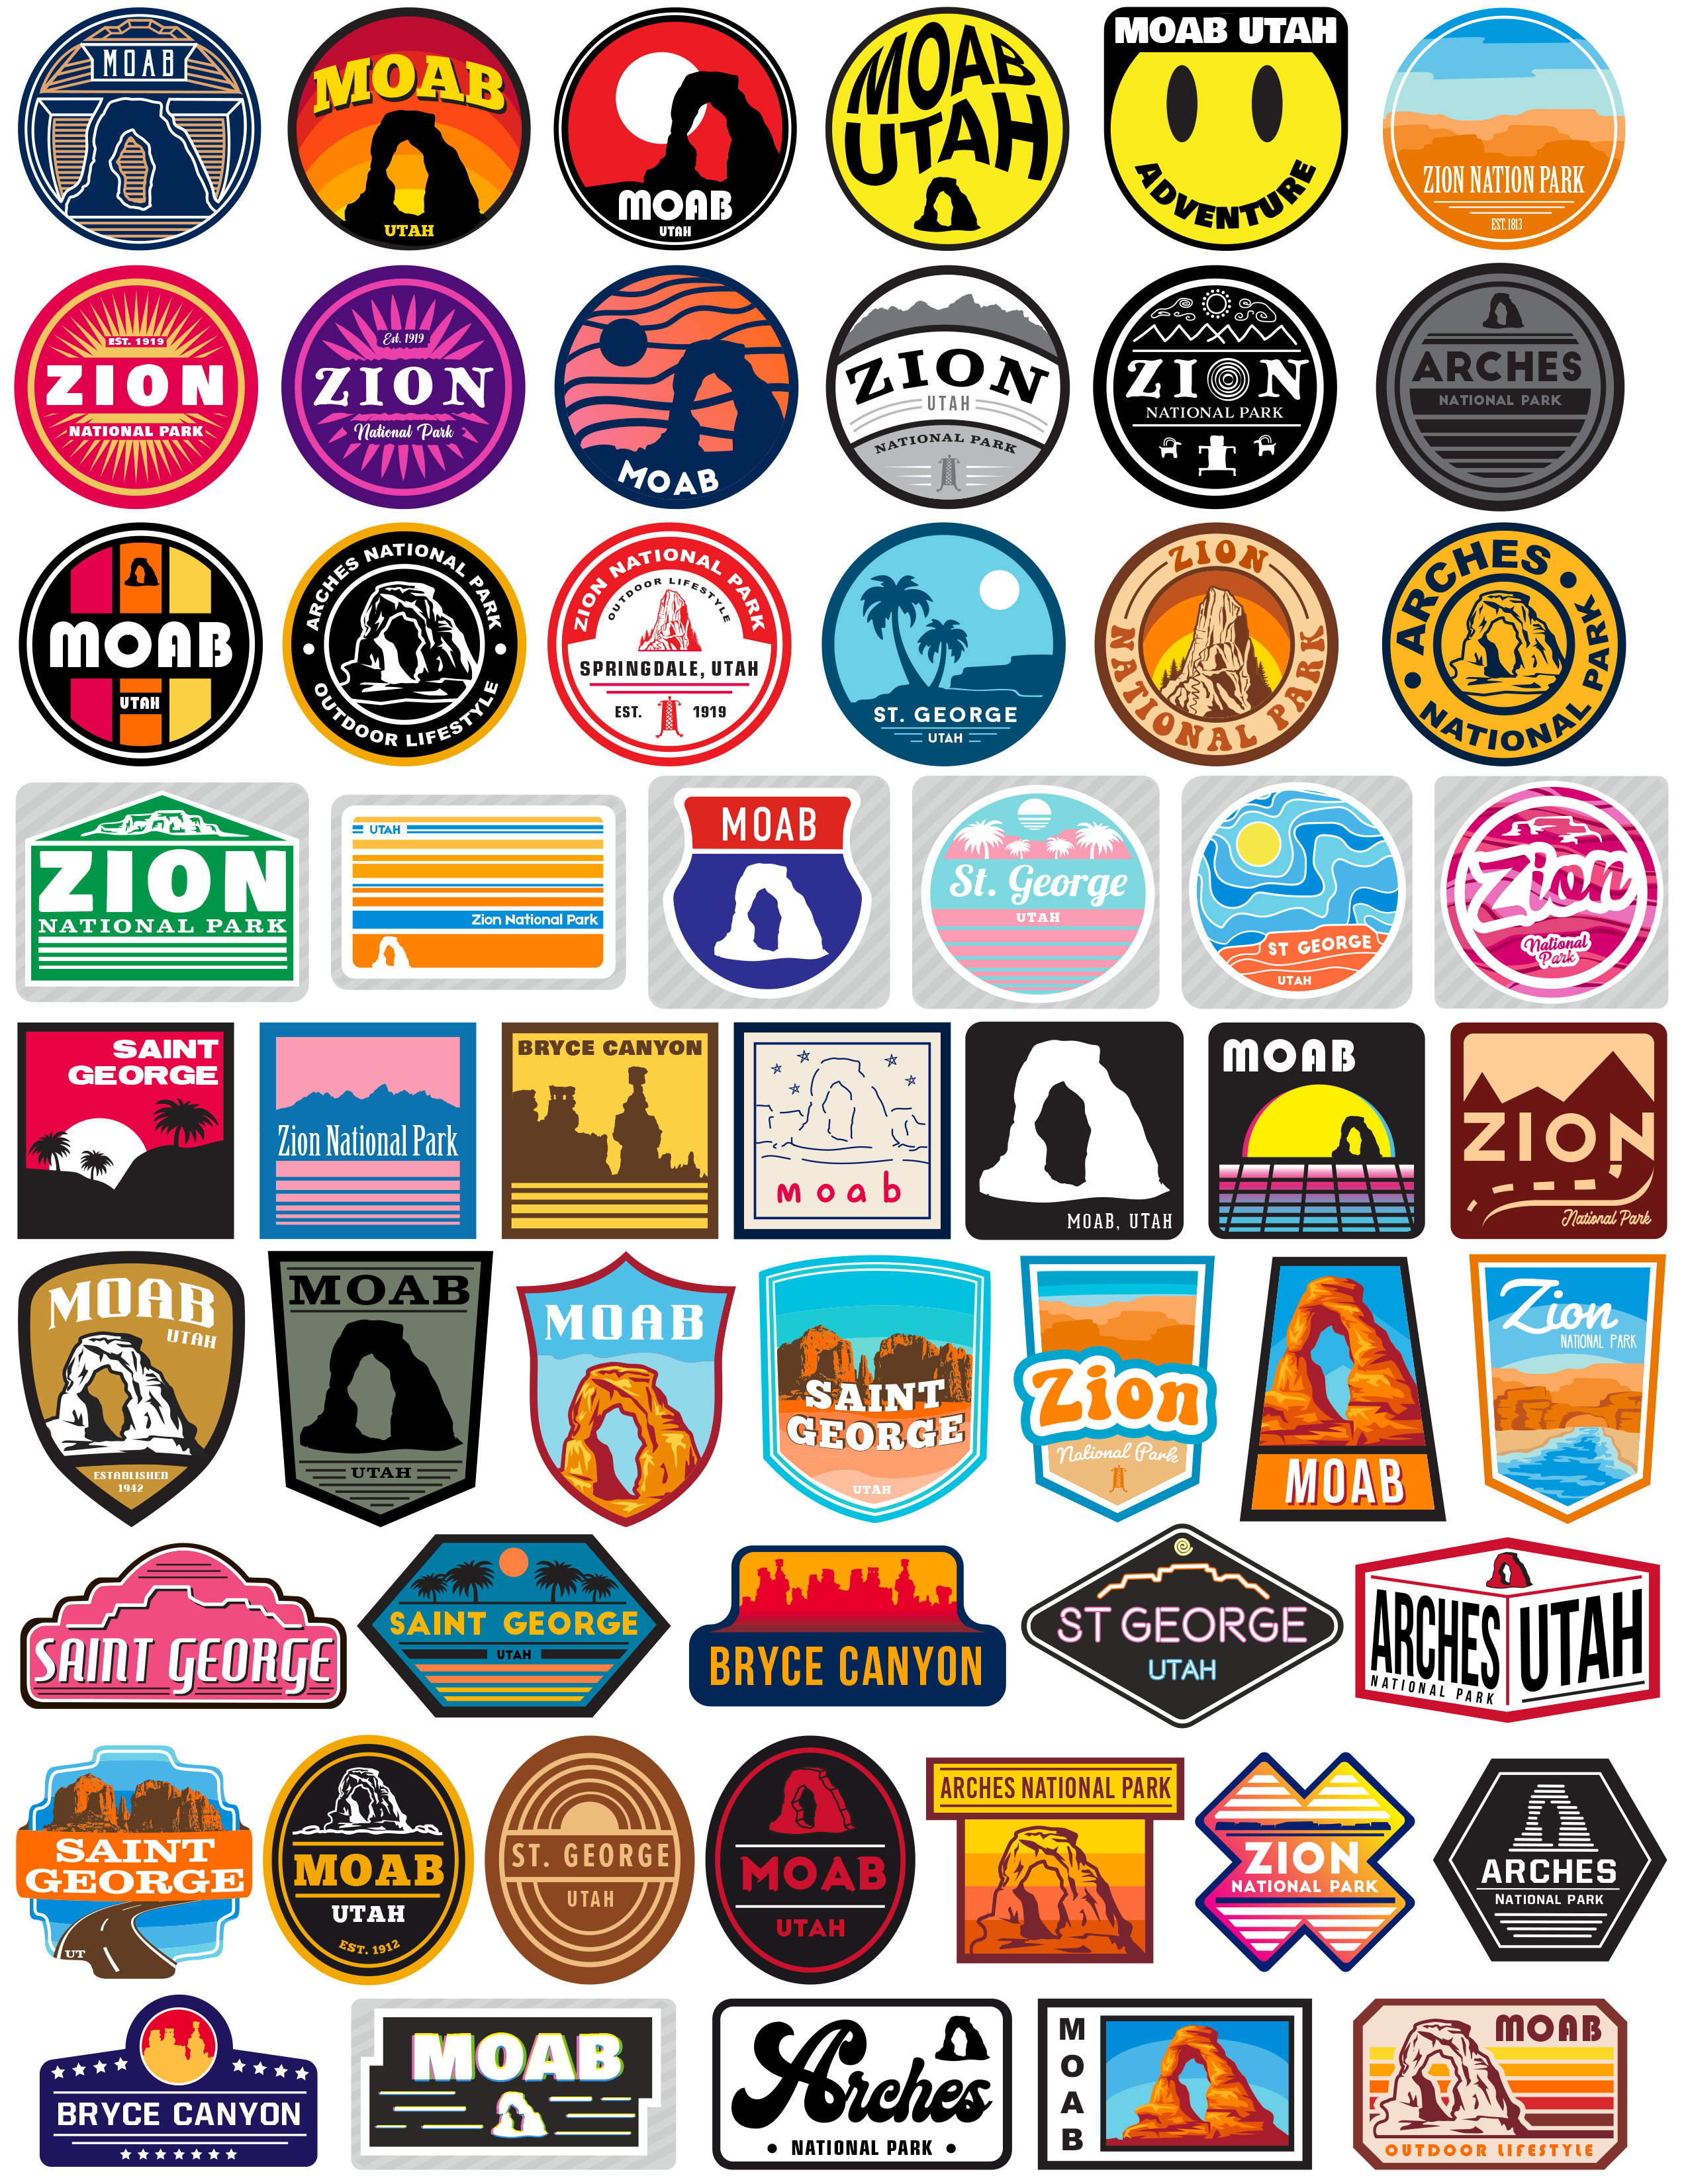 MOAB
MOAB
UTAH
MOAB
UTAH
MOAB
UTAH
MOAB UTAH
ADVENTURE
ZION NATION PARK
EST. 1813
EST. 1919
ZION
NATIONAL PARK
Est. 1919
ZION
National Park
MOAB
ZION
UTAH
NATIONAL PARK
ZION
NATIONAL PARK
ARCHES
NATIONAL PARK
MOAB
UTAH
ARCHES NATIONAL PARK
OUTDOOR LIFESTYLE
ZION NATIONAL PARK
OUTDOOR LIFESTYLE
SPRINGDALE, UTAH
EST. 1919
ST. GEORGE
UTAH
ZION
NATIONAL PARK
ARCHES
NATIONAL PARK
ZION
NATIONAL PARK
UTAH
Zion National Park
MOAB
St. George
UTAH
ST GEORGE
UTAH
Zion
National
Park
SAINT
GEORGE
Zion National Park
BRYCE CANYON
moab
MOAB, UTAH
MOAB
ZION
National Park
MOAB
UTAH
ESTABLISHED
1942
MOAB
UTAH
MOAB
SAINT
GEORGE
UTAH
Zion
National Park
MOAB
Zion
NATIONAL PARK
SAINT GEORGE
SAINT GEORGE
UTAH
BRYCE CANYON
ST GEORGE
UTAH
ARCHES
NATIONAL PARK
UTAH
SAINT
GEORGE
UT
MOAB
UTAH
EST. 1912
ST. GEORGE
UTAH
MOAB
UTAH
ARCHES NATIONAL PARK
ZION
NATIONAL PARK
ARCHES
NATIONAL PARK
BRYCE CANYON
MOAB
Arches
• NATIONAL PARK •
MOAB
MOAB
OUTDOOR LIFESTYLE